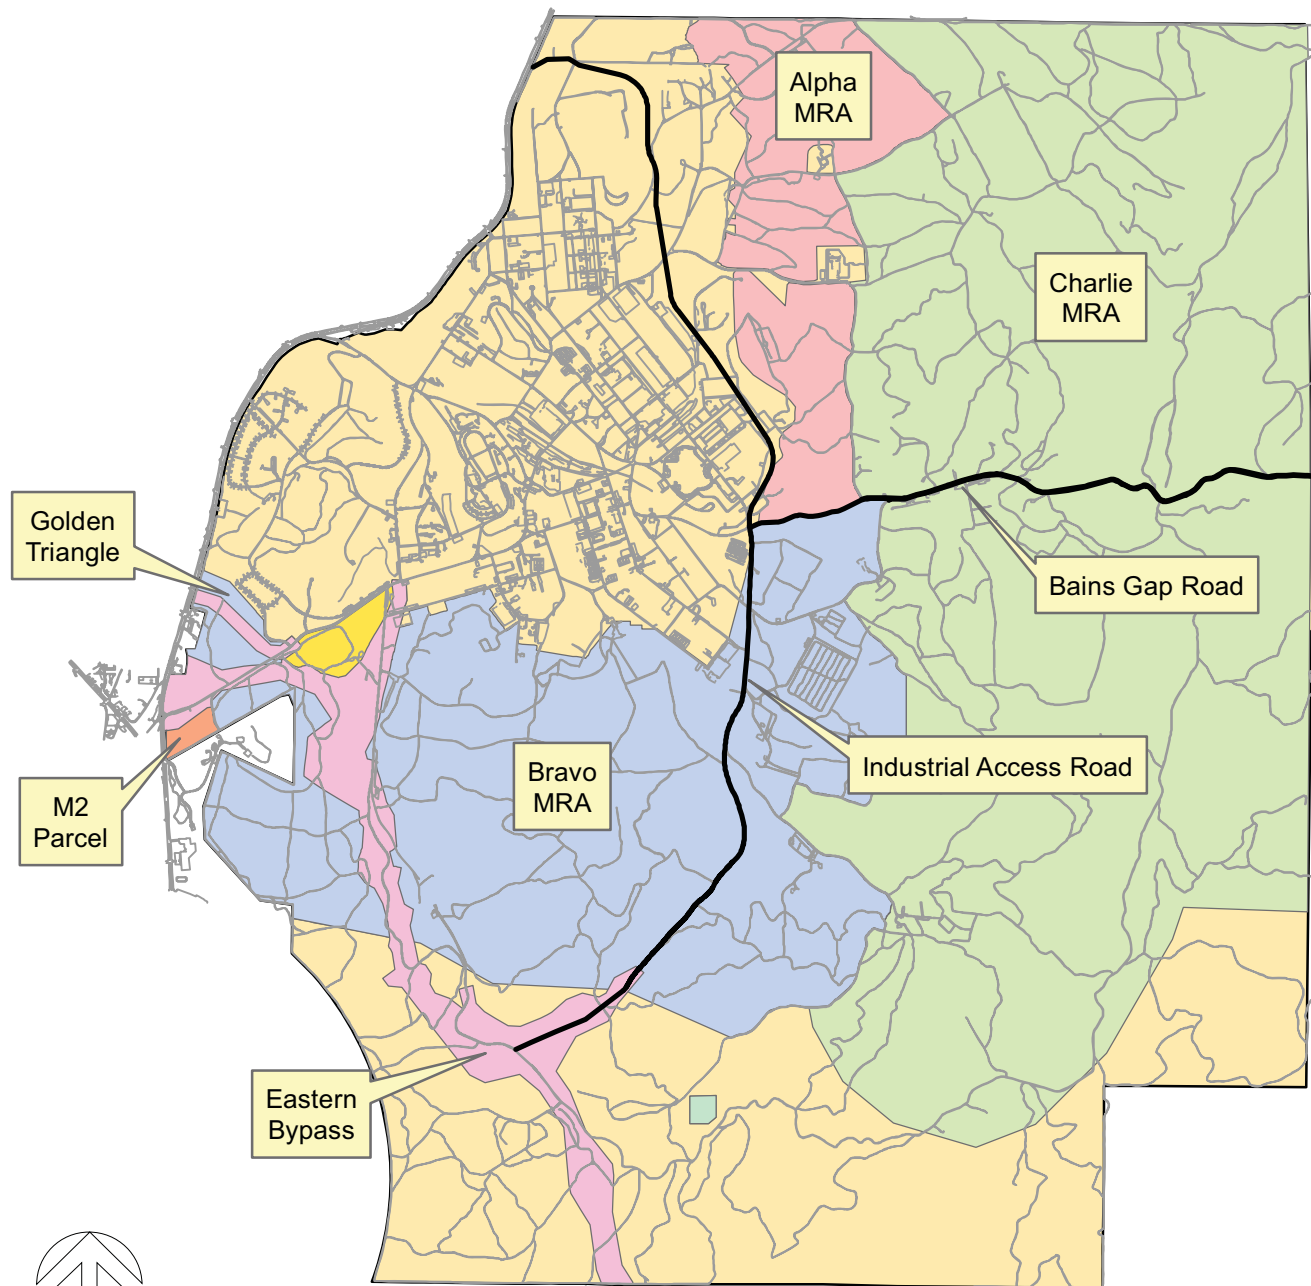 Alpha
MRA
Charlie
MRA
Golden
Triangle
Bains Gap Road
Bravo
MRA
Industrial Access Road
M2
Parcel
Eastern
Bypass